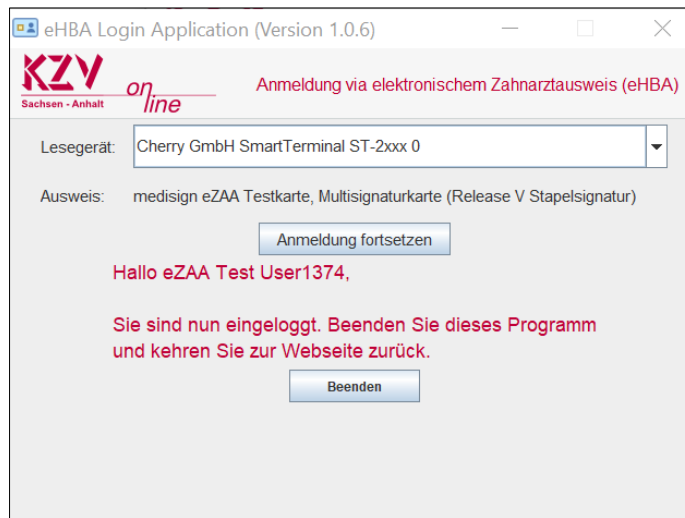 eHBA Login Application (Version 1.0.6)
KZV
Sachsen - Anhalt
on
line
Anmeldung via elektronischem Zahnarztausweis (eHBA)
Lesegerät: Cherry GmbH SmartTerminal ST-2xxx 0
Ausweis: medisign eZAA Testkarte, Multisignaturkarte (Release V Stapelsignatur)
Anmeldung fortsetzen
Hallo eZAA Test User1374,
Sie sind nun eingeloggt. Beenden Sie dieses Programm
und kehren Sie zur Webseite zurück.
Beenden